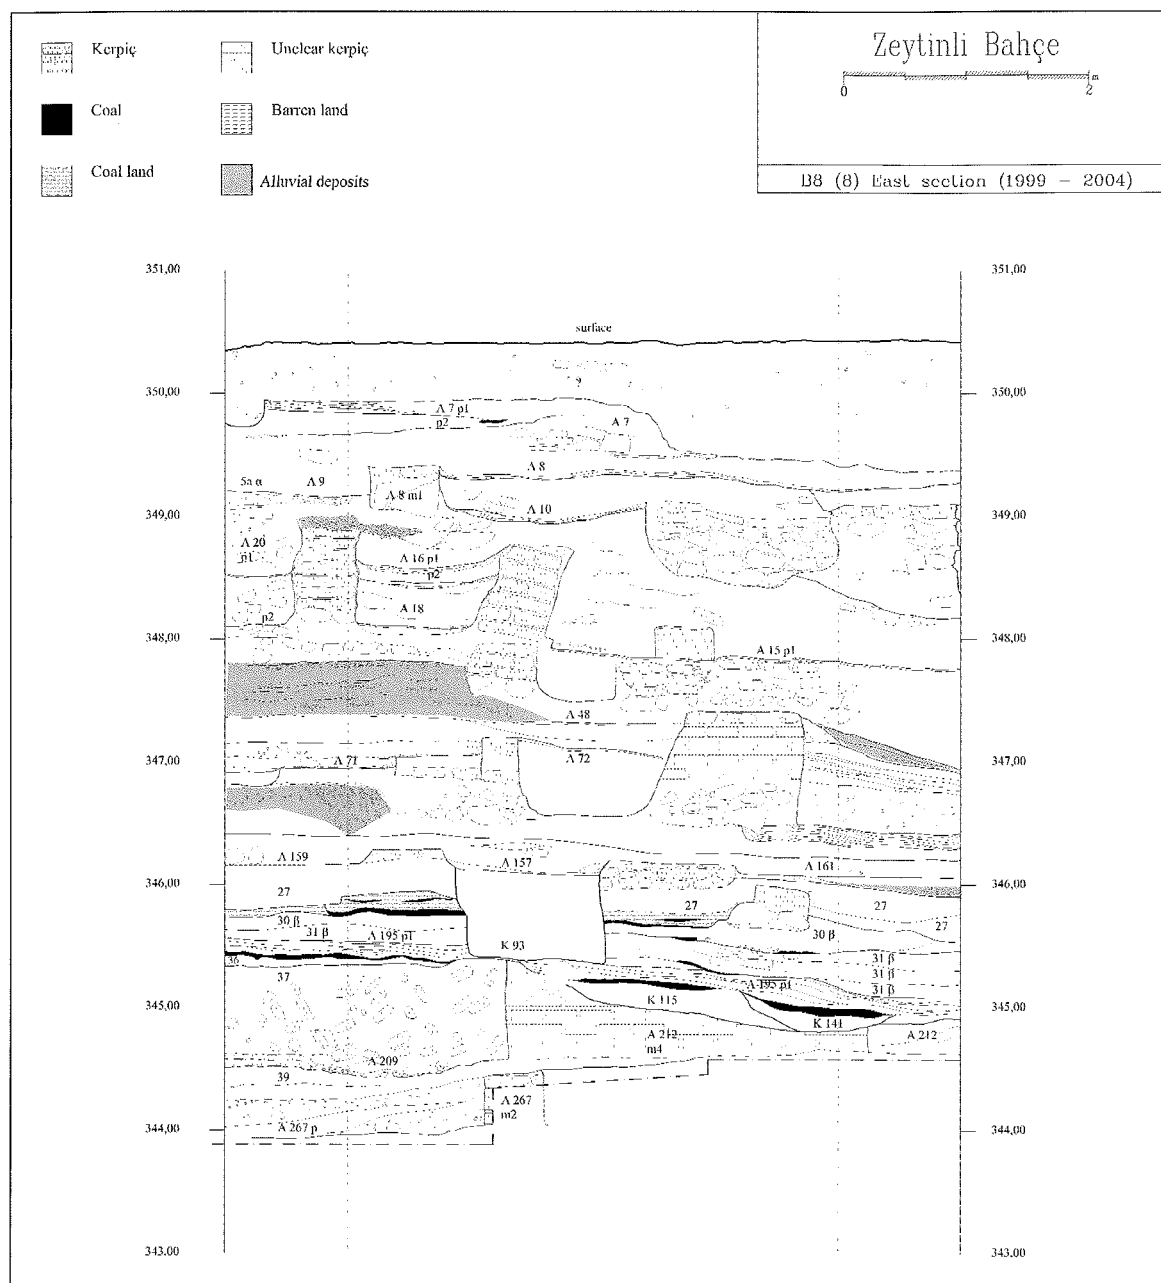 Kerpiç
Unclear kerpiç
Coal
Barren land
Coal land
Alluvial deposits
Zeytinli Bahçe
0
2
m
B8 (8) East section (1999 - 2004)
351,00
351,00
surface
350,00
9
350,00
A 7 p1
p2
A 7
A 8
5a α
A 9
A 8 m1
A 10
349,00
349,00
A 20
p1
A 16 p1
p2
A 18
p2
348,00
348,00
A 15 p1
A 48
347,00
A 71
A 72
347,00
A 159
A 157
A 161
346,00
346,00
27
27
27
27
30 β
30 β
31 β
A 195 p1
K 93
31 β
36
31 β
37
A 195 p1
31 β
345,00
K 115
345,00
K 141
A 212
m4
A 212
A 209
39
A 267
m2
344,00
A 267 p
344,00
343,00
343,00